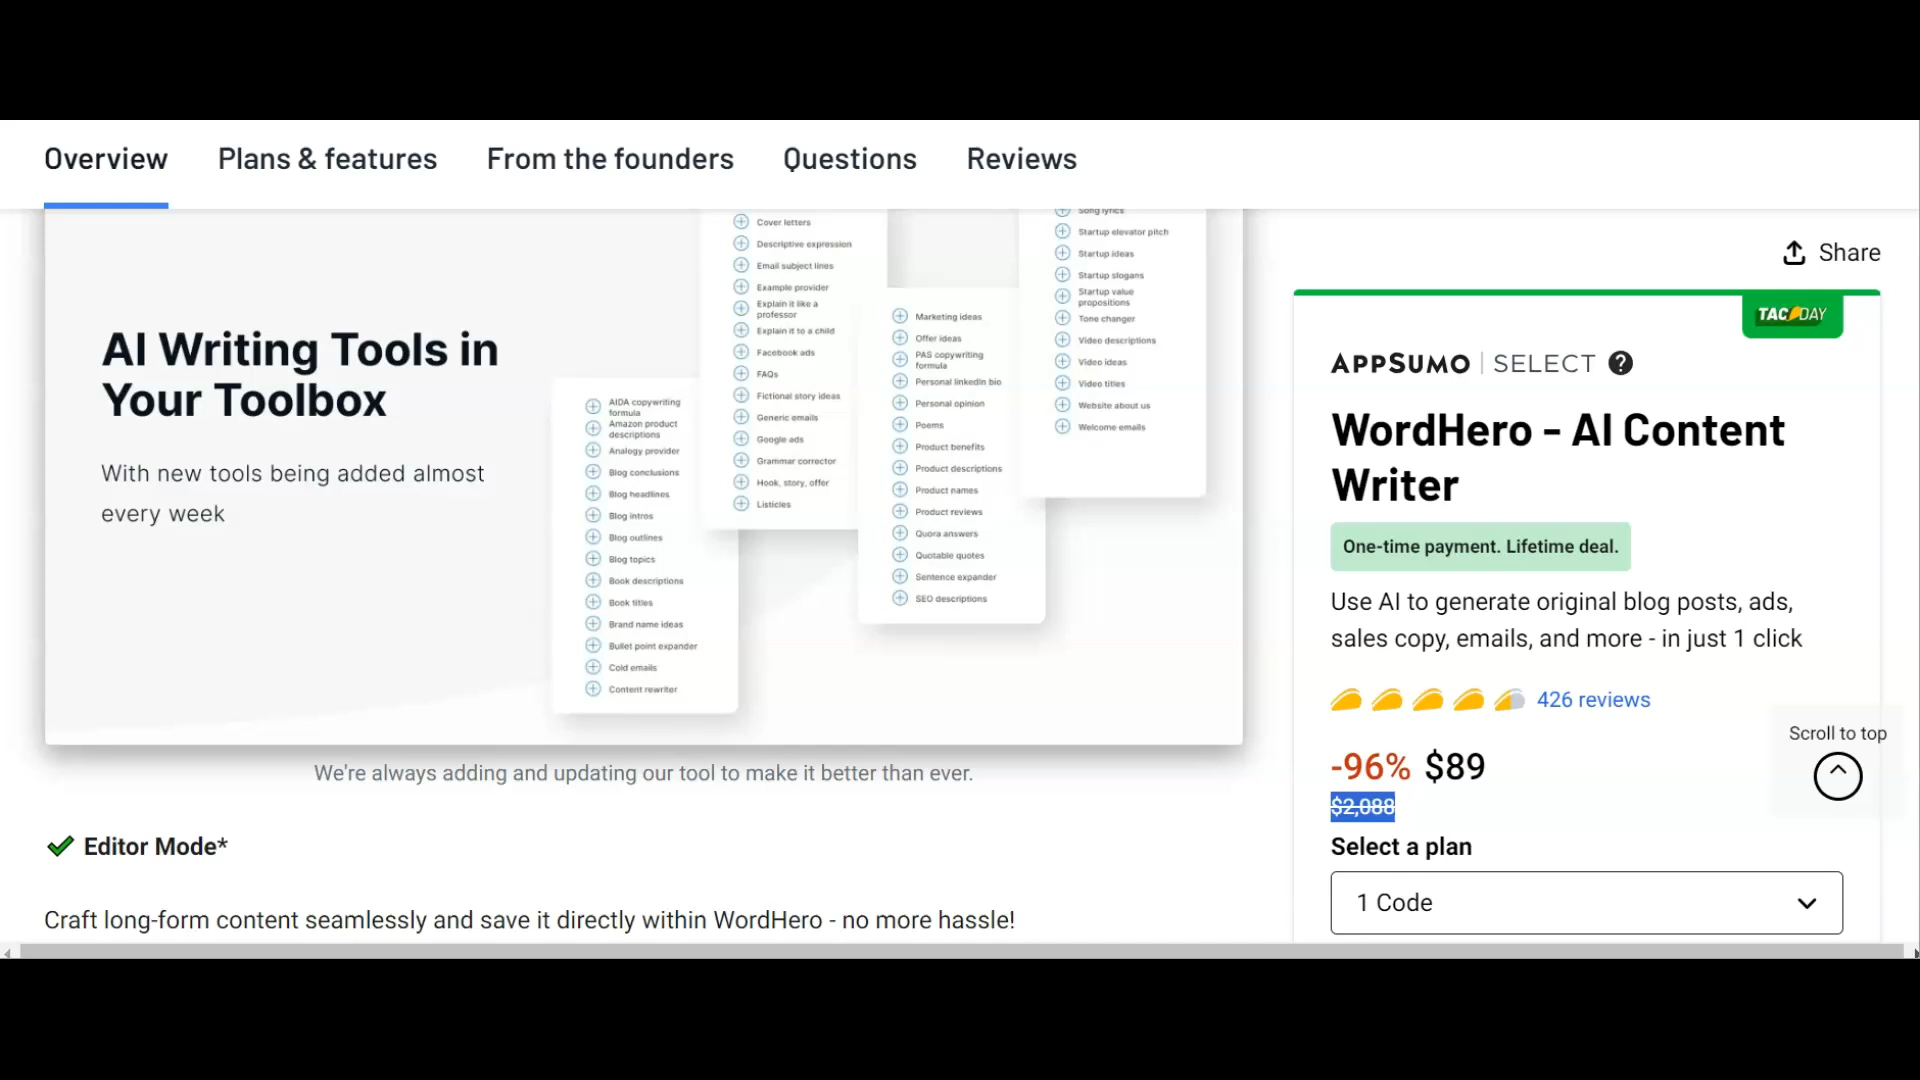 Overview Plans & features From the founders Questions Reviews
AI Writing Tools in
Your Toolbox
With new tools being added almost
every week
AIDA copywriting
formula
Amazon product
descriptions
Analogy provider
Blog conclusions
Blog headlines
Blog intros
Blog outlines
Blog topics
Book descriptions
Book titles
Brand name ideas
Bullet point expander
Cold emails
Content rewriter
Cover letters
Descriptive expression
Email subject lines
Example provider
Explain it like a
professor
Explain it to a child
Facebook ads
FAQs
Fictional story ideas
Generic emails
Google ads
Grammar corrector
Hook, story, offer
Listicles
Marketing ideas
Offer ideas
PAS copywriting
formula
Personal linkedin bio
Personal opinion
Poems
Product benefits
Product descriptions
Product names
Product reviews
Quora answers
Quotable quotes
Sentence expander
SEO descriptions
Song lyrics
Startup elevator pitch
Startup ideas
Startup slogans
Startup value
propositions
Tone changer
Video descriptions
Video ideas
Video titles
Website about us
Welcome emails
We're always adding and updating our tool to make it better than ever.
Editor Mode*
Craft long-form content seamlessly and save it directly within WordHero - no more hassle!
Share
TACODAY
APPSUMO | SELECT ?
WordHero - AI Content
Writer
One-time payment. Lifetime deal.
Use AI to generate original blog posts, ads,
sales copy, emails, and more - in just 1 click
426 reviews
-96% $89
$2,088
Scroll to top
Select a plan
1 Code